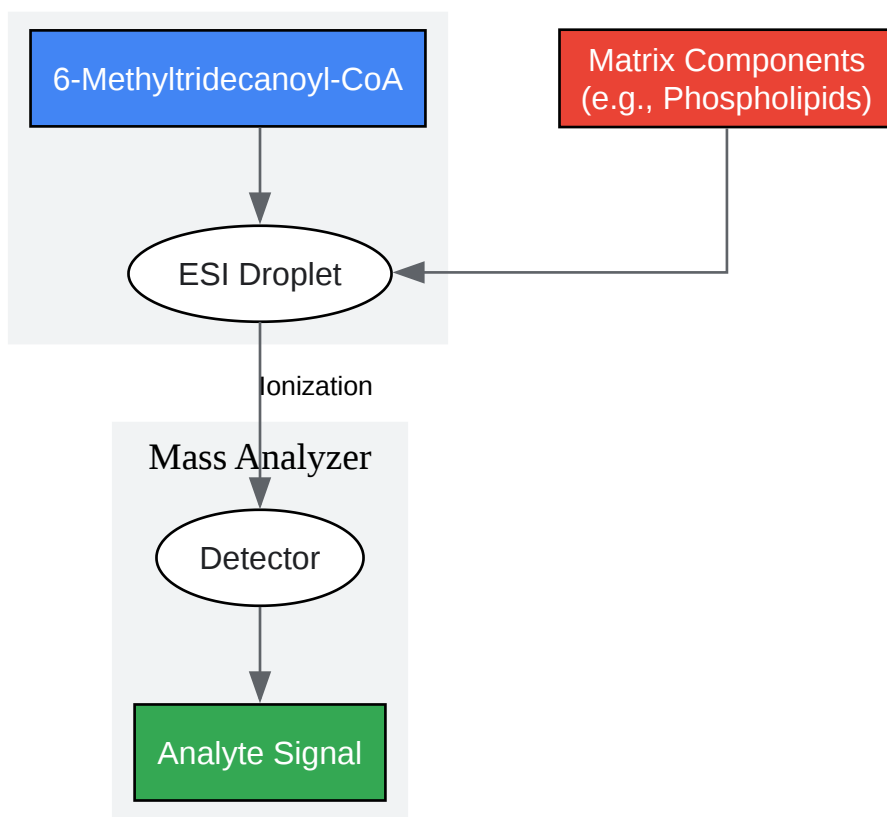 6-Methyltridecanoyl-CoA
Matrix Components
(e.g., Phospholipids)
ESI Droplet
Ionization
Mass Analyzer
Detector
Analyte Signal